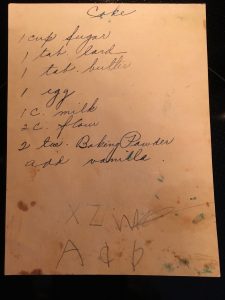 Cake
1 cup Sugar
1 tab. lard
1 tab. butter
1 egg
1 C. milk
2 C. flour
2 tea. Baking Powder
add vanilla.
X Z
A ¢ b